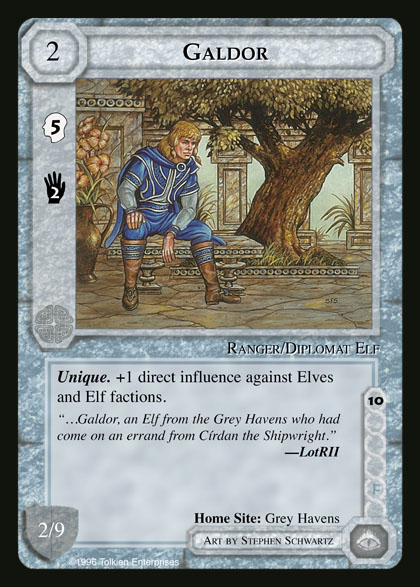 2
GALDOR
5
2
SFS
RANGER/DIPLOMAT ELF
Unique. +1 direct influence against Elves
and Elf factions.
“…Galdor, an Elf from the Grey Havens who had
come on an errand from Círdan the Shipwright.”
—LotRII
10
Home Site: Grey Havens
2/9
ART BY STEPHEN SCHWARTZ
©1996 Tolkien Enterprises